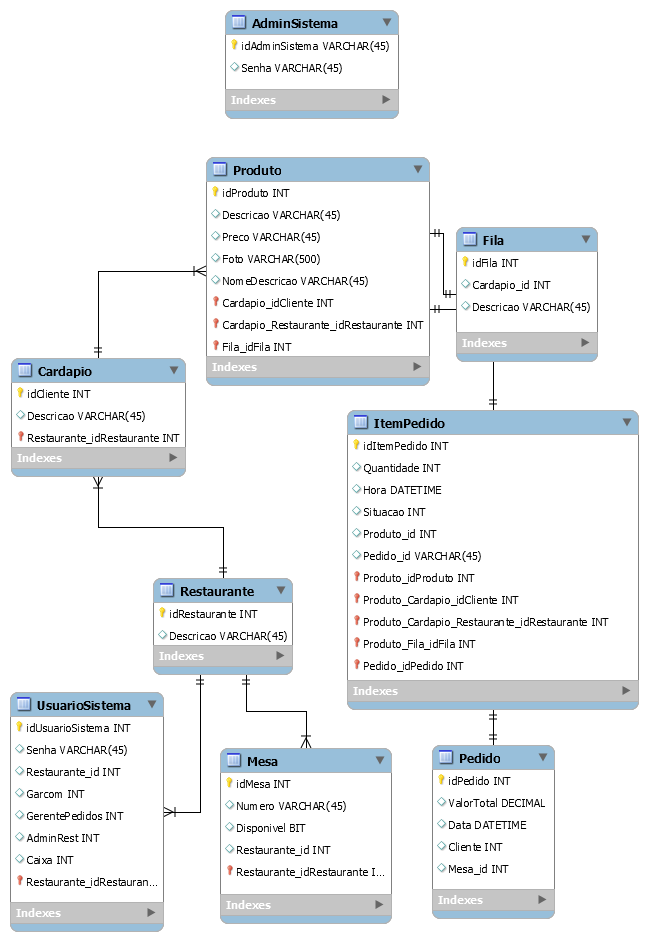 AdminSistema
idAdminSistema VARCHAR(45)
Senha VARCHAR(45)
Indexes
Produto
idProduto INT
Descricao VARCHAR(45)
Preco VARCHAR(45)
Foto VARCHAR(500)
NomeDescricao VARCHAR(45)
Cardapio_idCliente INT
Cardapio_Restaurante_idRestaurante INT
Fila_idFila INT
Indexes
Fila
idFila INT
Cardapio_id INT
Descricao VARCHAR(45)
Indexes
Cardapio
idCliente INT
Descricao VARCHAR(45)
Restaurante_idRestaurante INT
Indexes
ItemPedido
idItemPedido INT
Quantidade INT
Hora DATETIME
Situacao INT
Produto_id INT
Pedido_id VARCHAR(45)
Produto_idProduto INT
Produto_Cardapio_idCliente INT
Produto_Cardapio_Restaurante_idRestaurante INT
Produto_Fila_idFila INT
Pedido_idPedido INT
Indexes
Restaurante
idRestaurante INT
Descricao VARCHAR(45)
Indexes
UsuarioSistema
idUsuarioSistema INT
Senha VARCHAR(45)
Restaurante_id INT
Garcom INT
GerentePedidos INT
AdminRest INT
Caixa INT
Restaurante_idRestauran...
Indexes
Mesa
idMesa INT
Numero VARCHAR(45)
Disponivel BIT
Restaurante_id INT
Restaurante_idRestaurante I...
Indexes
Pedido
idPedido INT
ValorTotal DECIMAL
Data DATETIME
Cliente INT
Mesa_id INT
Indexes